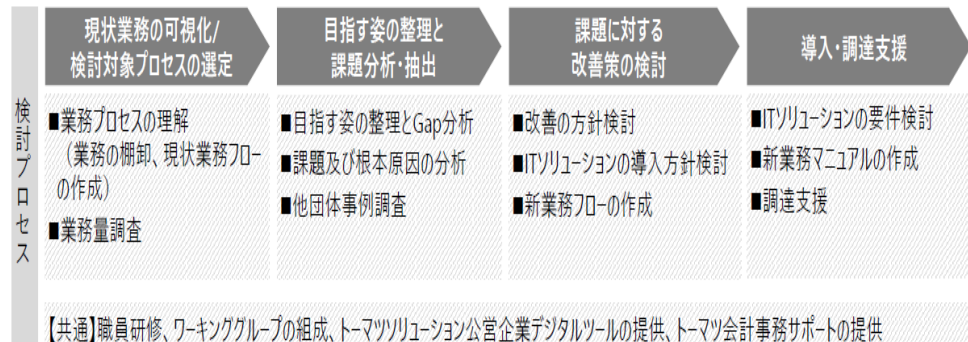 現状業務の可視化/
検討対象プロセスの選定
目指す姿の整理と
課題分析・抽出
課題に対する
改善策の検討
導入・調達支援
検討プロセス
■業務プロセスの理解
（業務の棚卸、現状業務フロー
の作成）
■業務量調査
■目指す姿の整理とGap分析
■課題及び根本原因の分析
■他団体事例調査
■改善の方針検討
■ITソリューションの導入方針検討
■新業務フローの作成
■ITソリューションの要件検討
■新業務マニュアルの作成
■調達支援
【共通】職員研修、ワーキンググループの組成、トーマツソリューション公営企業デジタルツールの提供、トーマツ会計事務サポートの提供